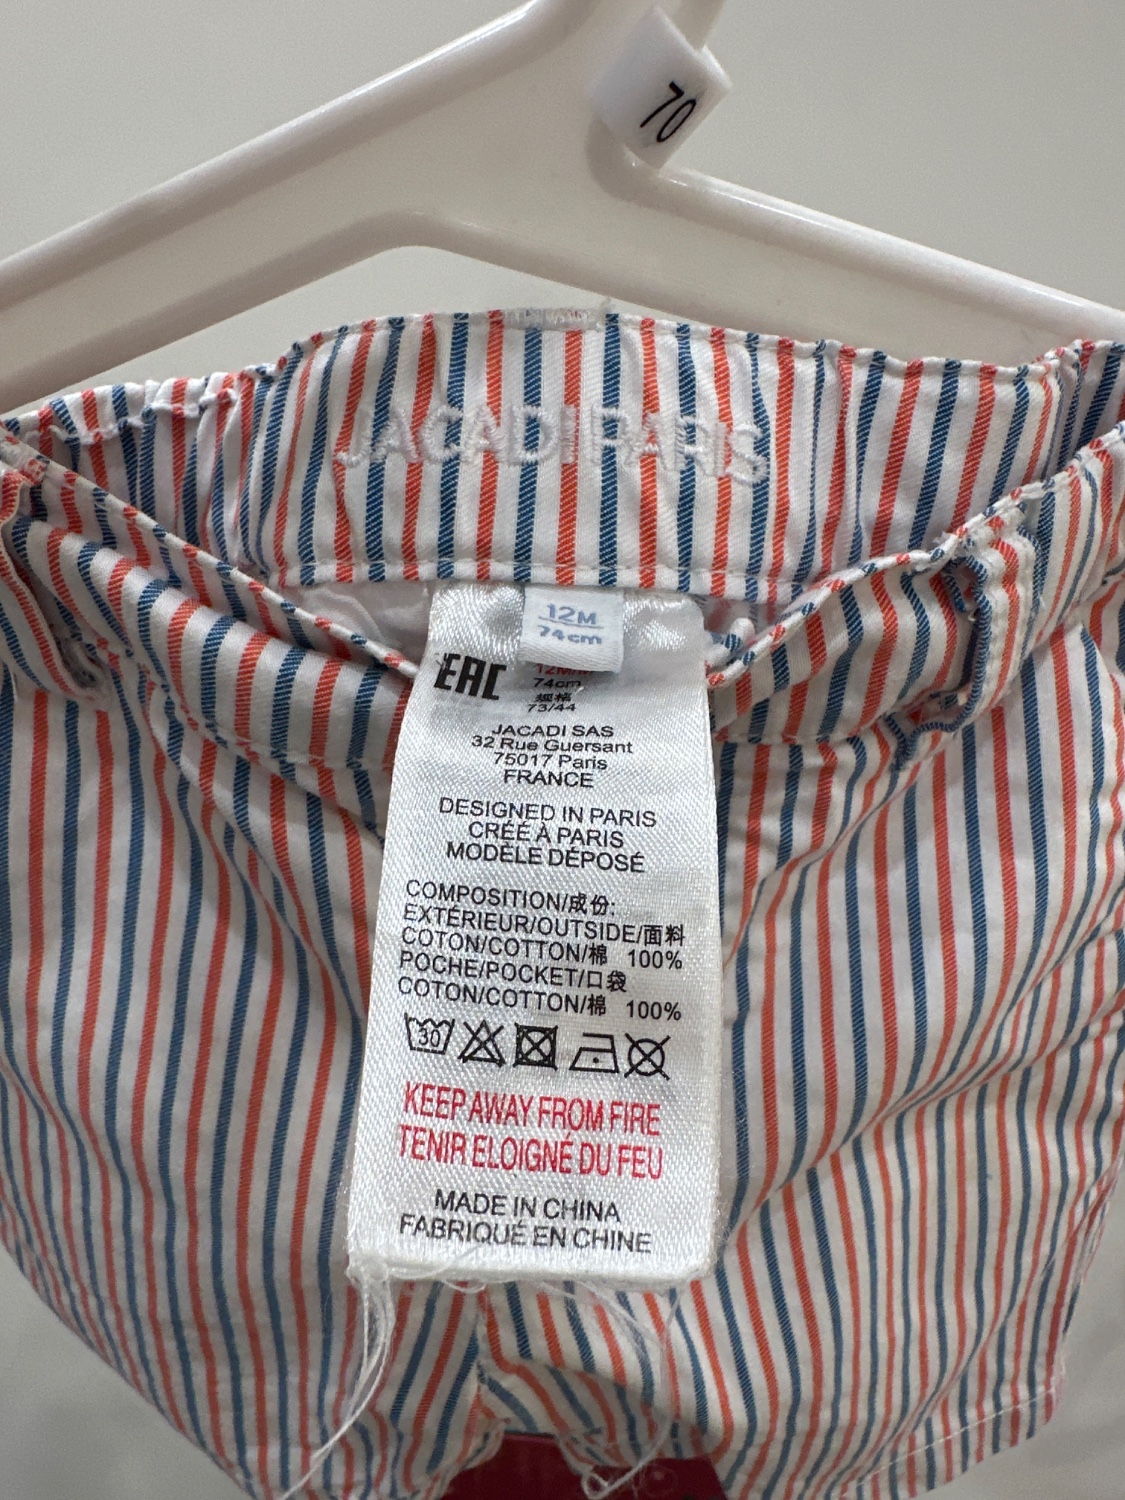 70
JACADI PARIS
12M
74cm
EAC
74cm
规格
73/44
JACADI SAS
32 Rue Guersant
75017 Paris
FRANCE
DESIGNED IN PARIS
CRÉÉ À PARIS
MODÈLE DÉPOSÉ
COMPOSITION/成份:
EXTÉRIEUR/OUTSIDE/面料
COTON/COTTON/棉 100%
POCHE/POCKET/口袋
COTON/COTTON/棉 100%
30
KEEP AWAY FROM FIRE
TENIR ELOIGNÉ DU FEU
MADE IN CHINA
FABRIQUÉ EN CHINE